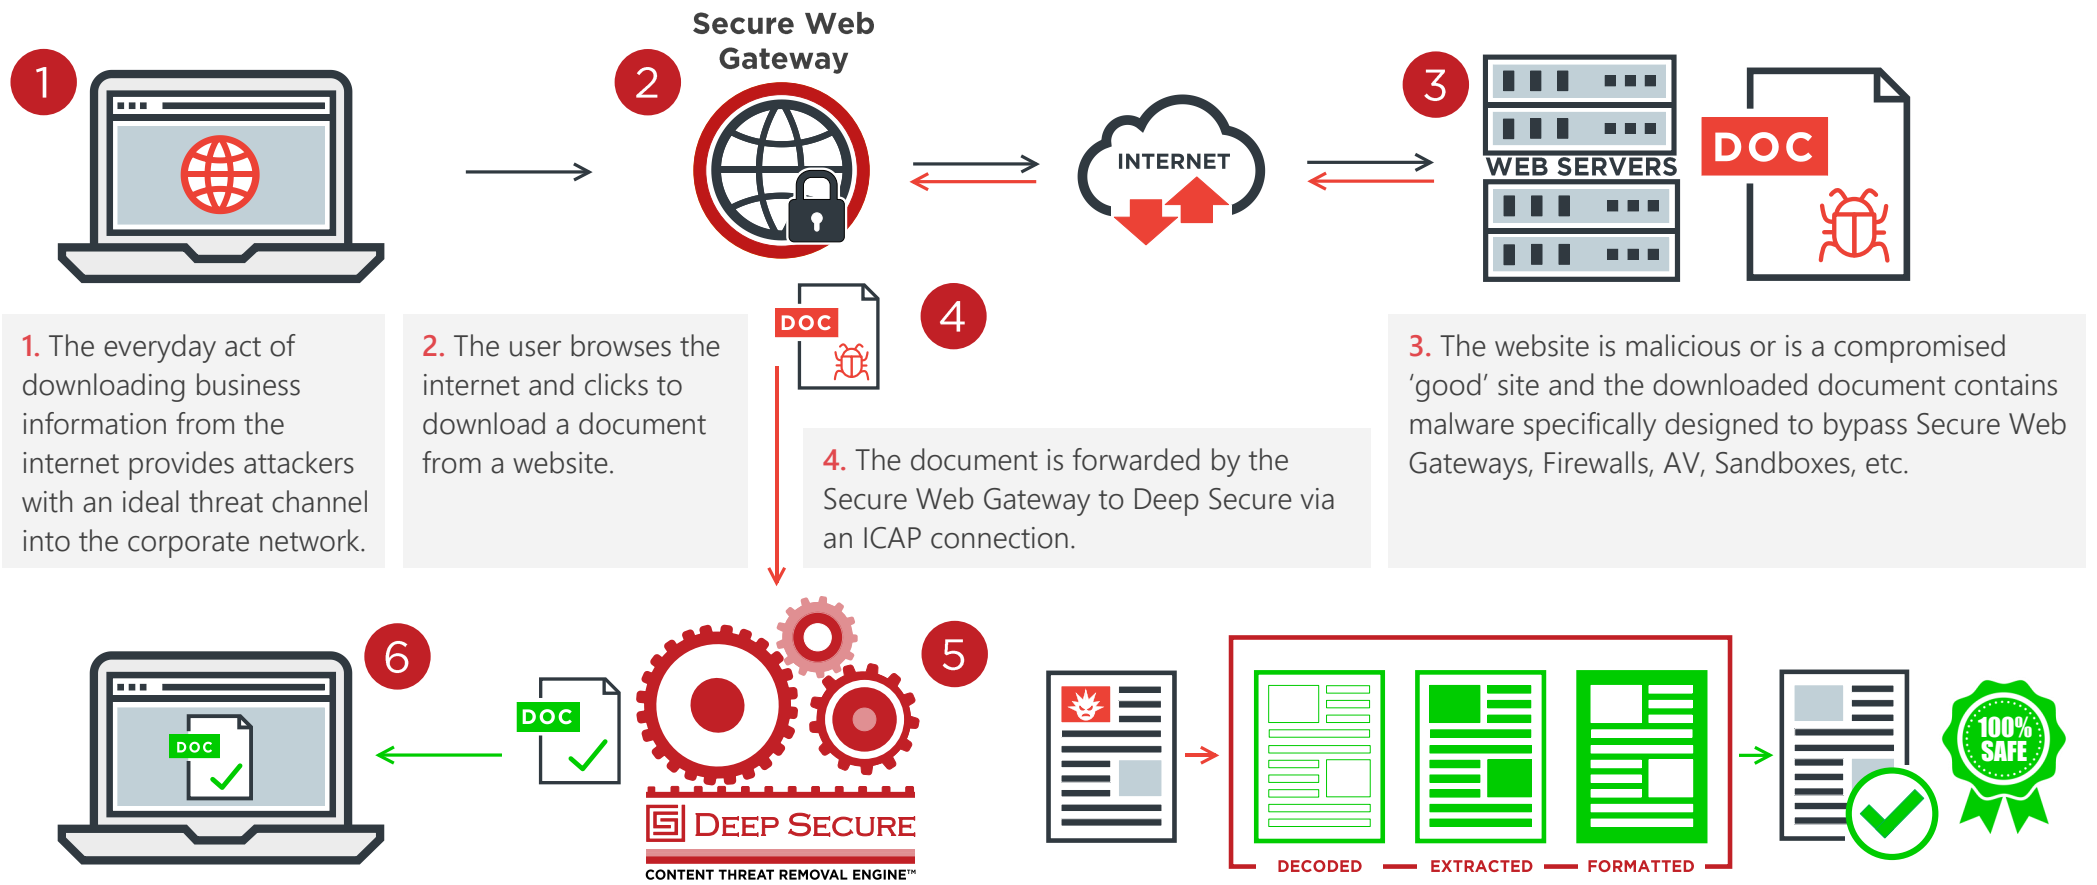 Secure Web
Gateway
1
2
3
INTERNET
WEB SERVERS
DOC
4
DOC
1. The everyday act of
downloading business
information from the
internet provides attackers
with an ideal threat channel
into the corporate network.
2. The user browses the
internet and clicks to
download a document
from a website.
3. The website is malicious or is a compromised
‘good’ site and the downloaded document contains
malware specifically designed to bypass Secure Web
Gateways, Firewalls, AV, Sandboxes, etc.
4. The document is forwarded by the
Secure Web Gateway to Deep Secure via
an ICAP connection.
6
5
DOC
DOC
DEEP SECURE
CONTENT THREAT REMOVAL ENGINE™
DECODED
EXTRACTED
FORMATTED
100%
SAFE